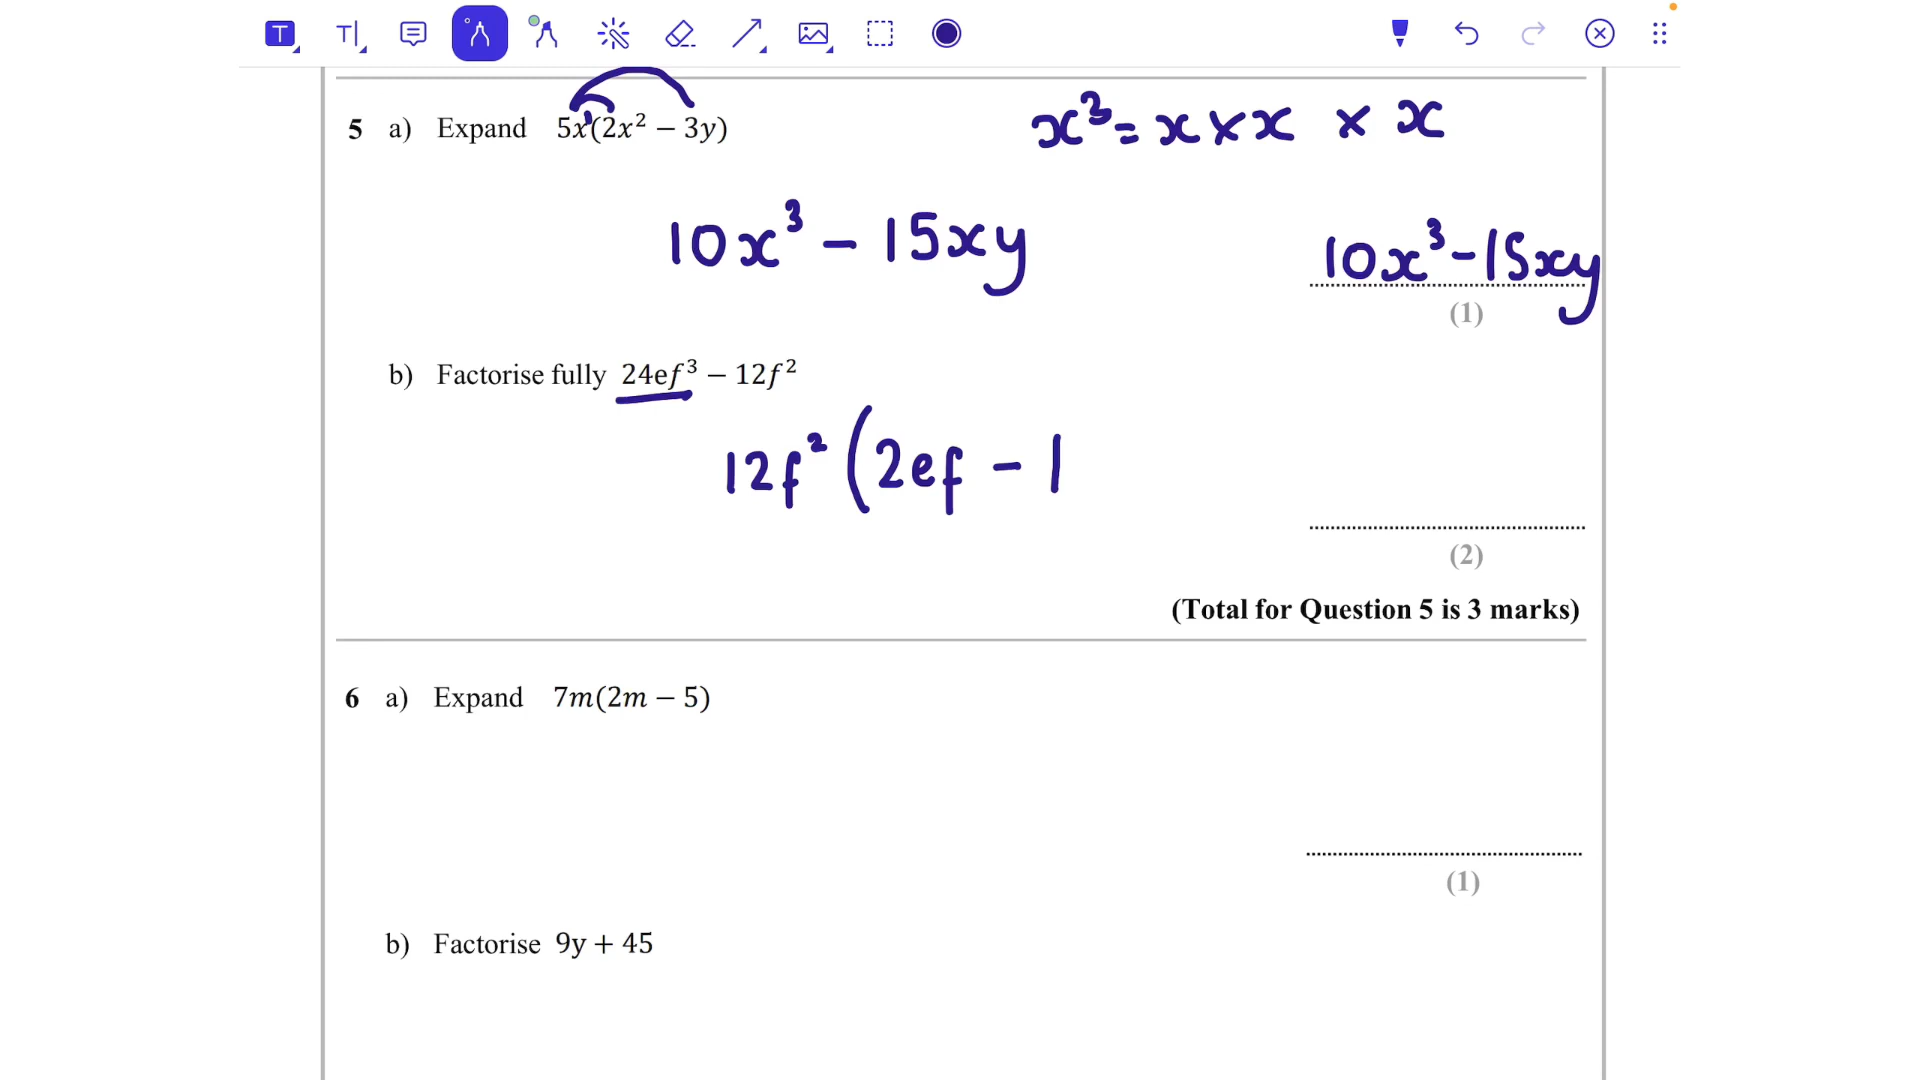 T T|
5 a) Expand 5x(2x² − 3y) x³ = x × x × x
10x³ − 15xy
10x³ − 15xy
(1)
b) Factorise fully 24ef³ − 12f²
12f² (2ef − 1
(2)
(Total for Question 5 is 3 marks)
6 a) Expand 7m(2m − 5)
(1)
b) Factorise 9y + 45